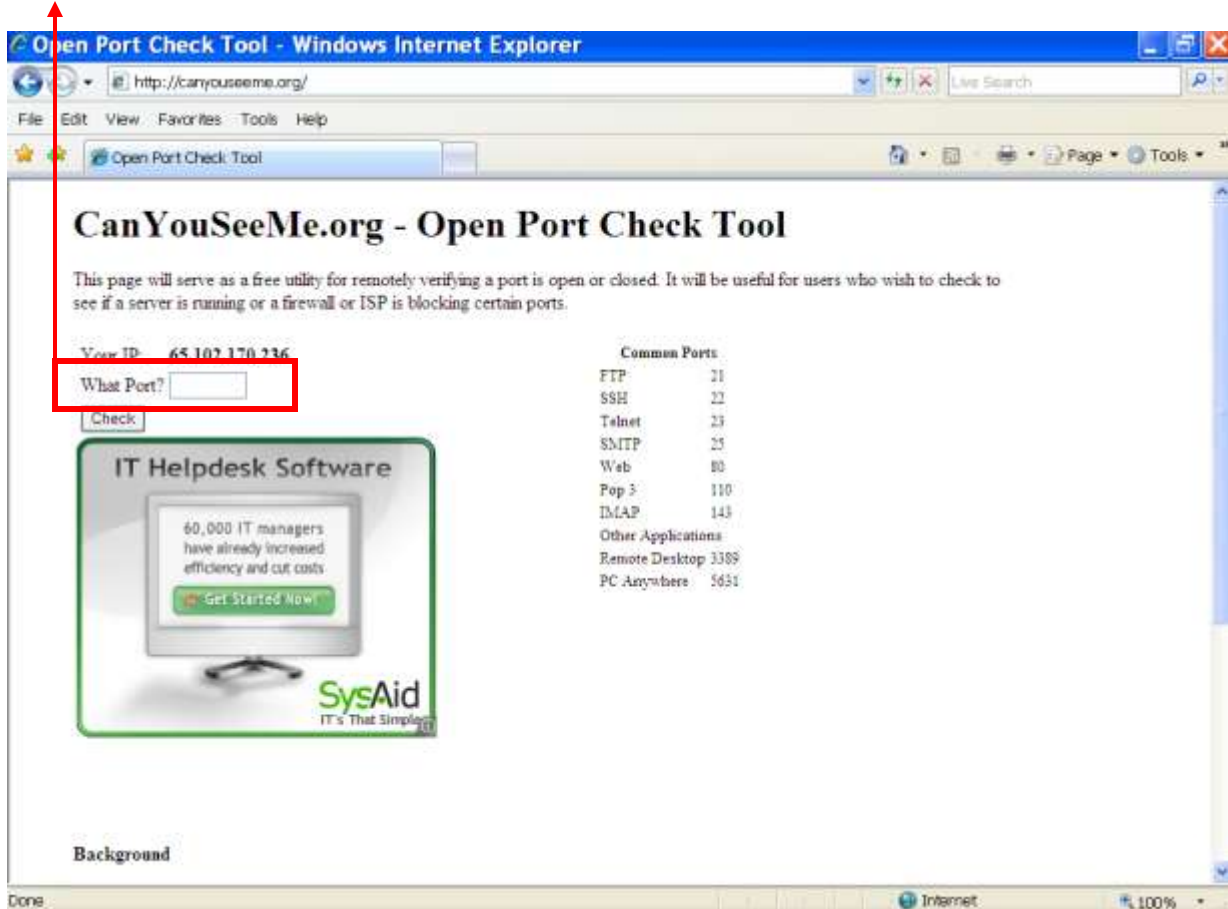 Open Port Check Tool - Windows Internet Explorer
http://canyouseeme.org/
Live Search
File Edit View Favorites Tools Help
Open Port Check Tool
Page Tools
CanYouSeeMe.org - Open Port Check Tool
This page will serve as a free utility for remotely verifying a port is open or closed. It will be useful for users who wish to check to
see if a server is running or a firewall or ISP is blocking certain ports.
Your IP: 65.102.170.236
What Port?
Check
IT Helpdesk Software
60,000 IT managers
have already increased
efficiency and cut costs
Get Started Now!
SysAid
IT's That Simple
Common Ports
FTP 21
SSH 22
Telnet 23
SMTP 25
Web 80
Pop 3 110
IMAP 143
Other Applications
Remote Desktop 3389
PC Anywhere 5631
Background
Done
Internet
100%